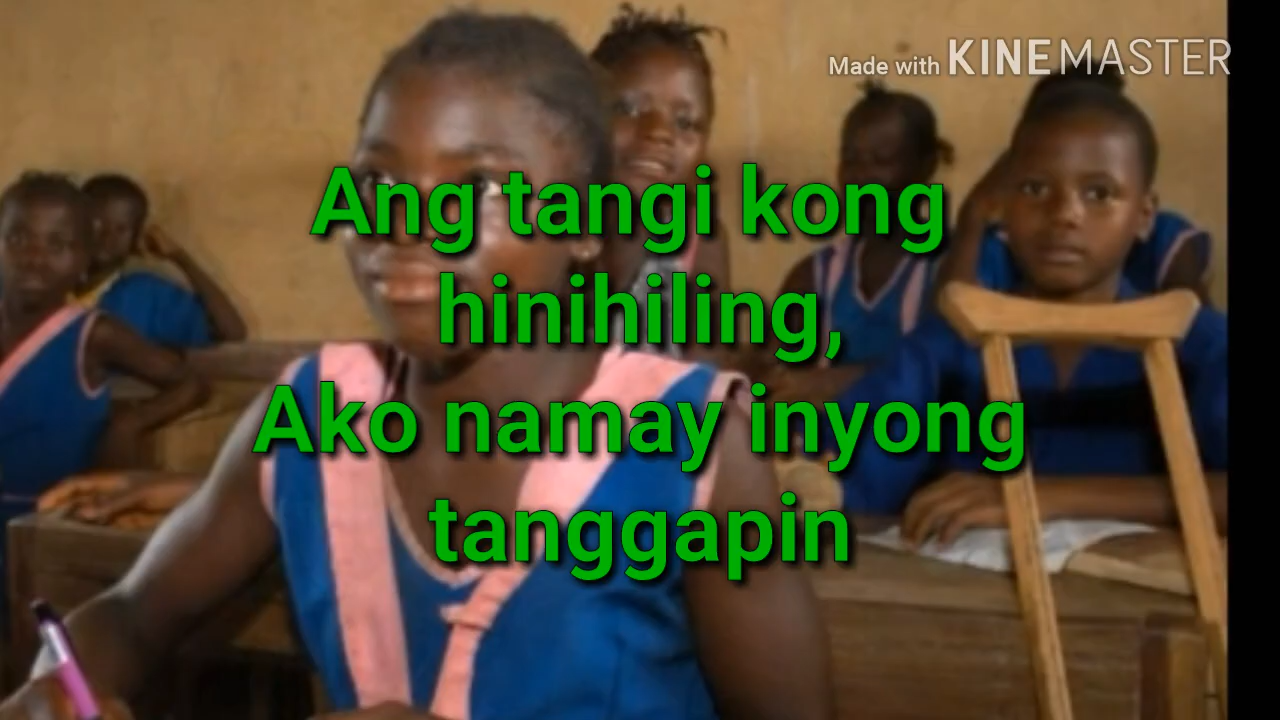 Made with KINEMASTER
Ang tangi kong
hinihiling,
Ako namay inyong
tanggapin